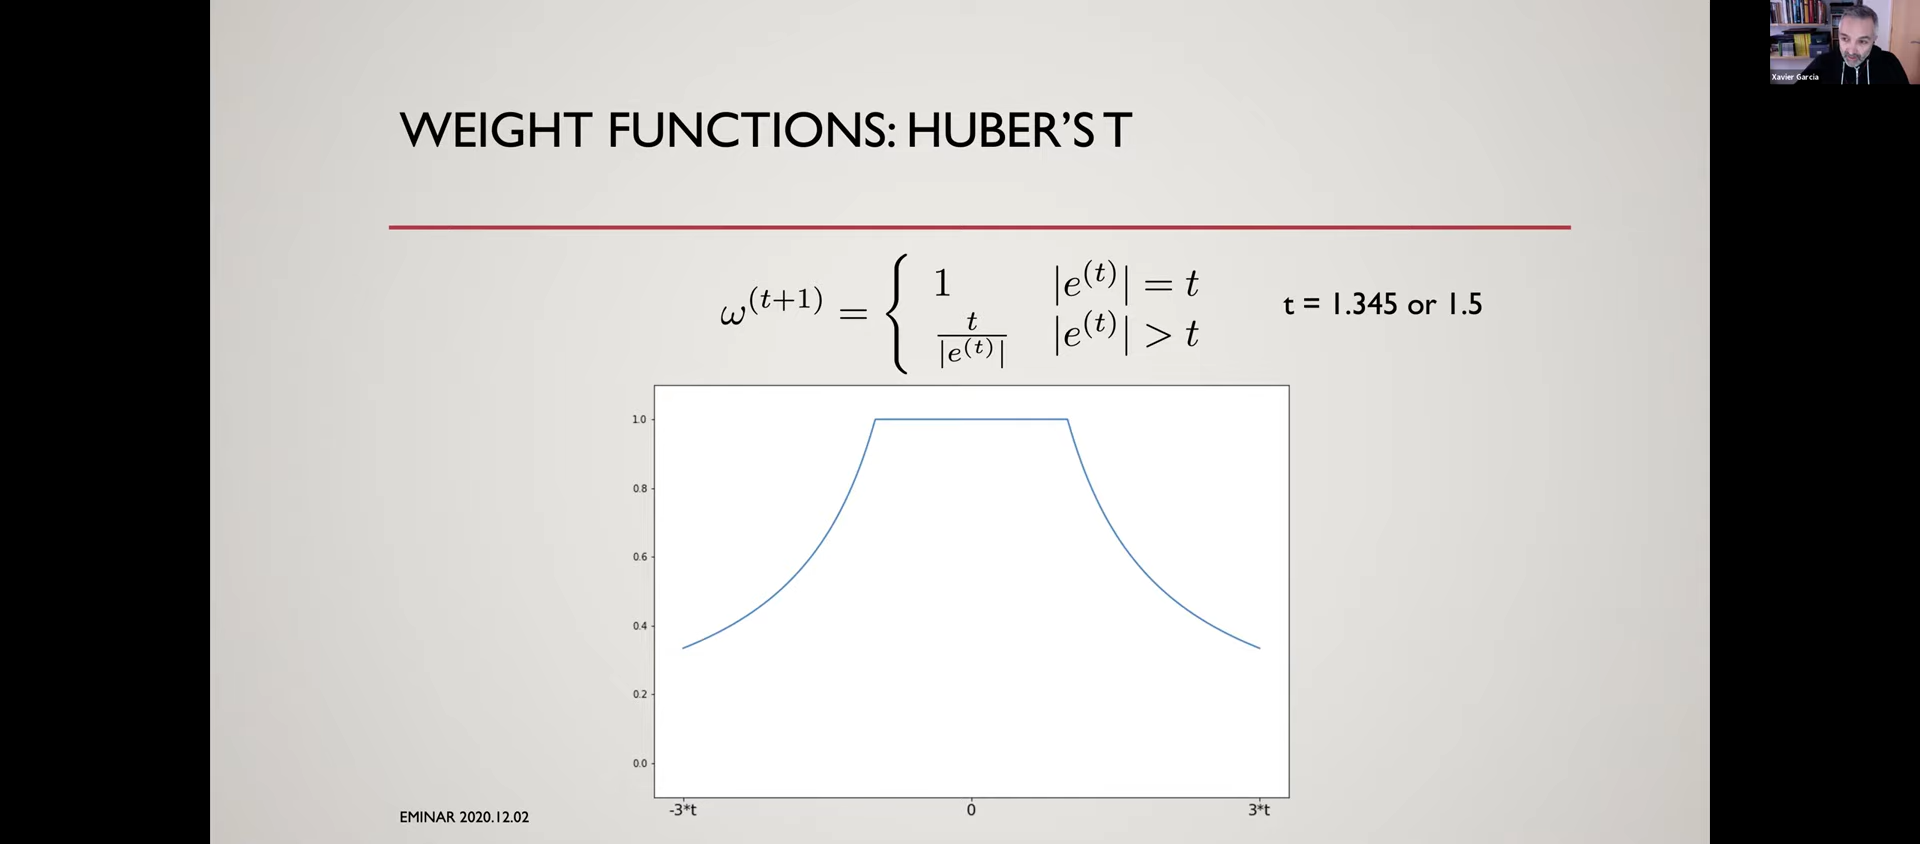 Xavier Garcia
WEIGHT FUNCTIONS: HUBER'S T
ω^(t+1) = { 1 |e^(t)| = t
t/|e^(t)| |e^(t)| > t
t = 1.345 or 1.5
1.0
0.8
0.6
0.4
0.2
0.0
-3*t 0 3*t
EMINAR 2020.12.02